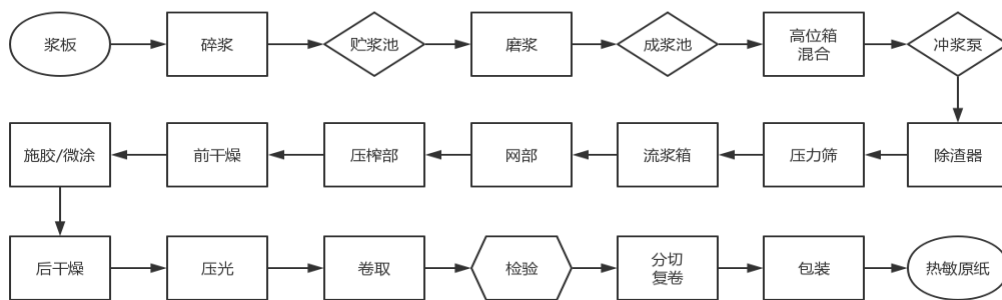 浆板
碎浆
贮浆池
磨浆
成浆池
高位箱
混合
冲浆泵
除渣器
压力筛
流浆箱
网部
压榨部
前干燥
施胶/微涂
后干燥
压光
卷取
检验
分切
复卷
包装
热敏原纸